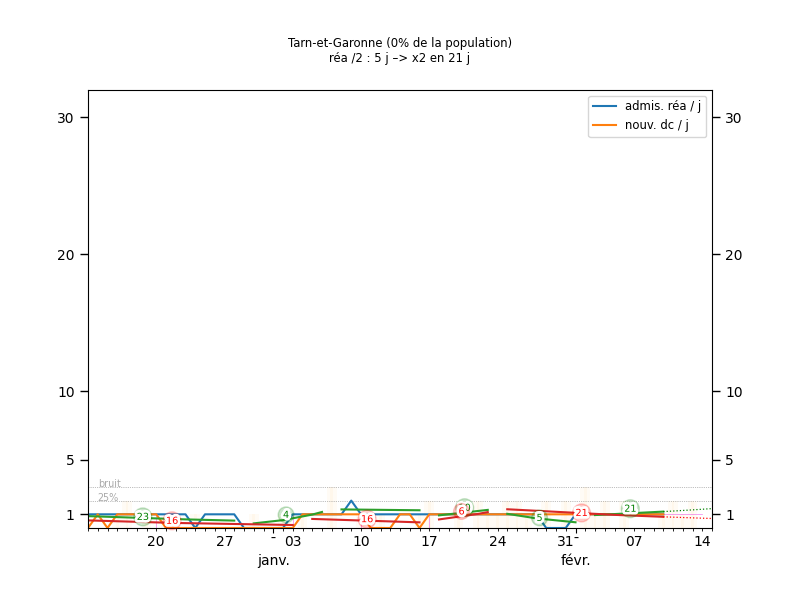 Tarn-et-Garonne (0% de la population)
réa /2 : 5 j –> x2 en 21 j
admis. réa / j
nouv. dc / j
30 30
20 20
10 10
5 5
bruit
25%
1 1
23 16 4 16 6 5 21 21
20 27 - 03 10 17 24 31 - 07 14
janv. févr.